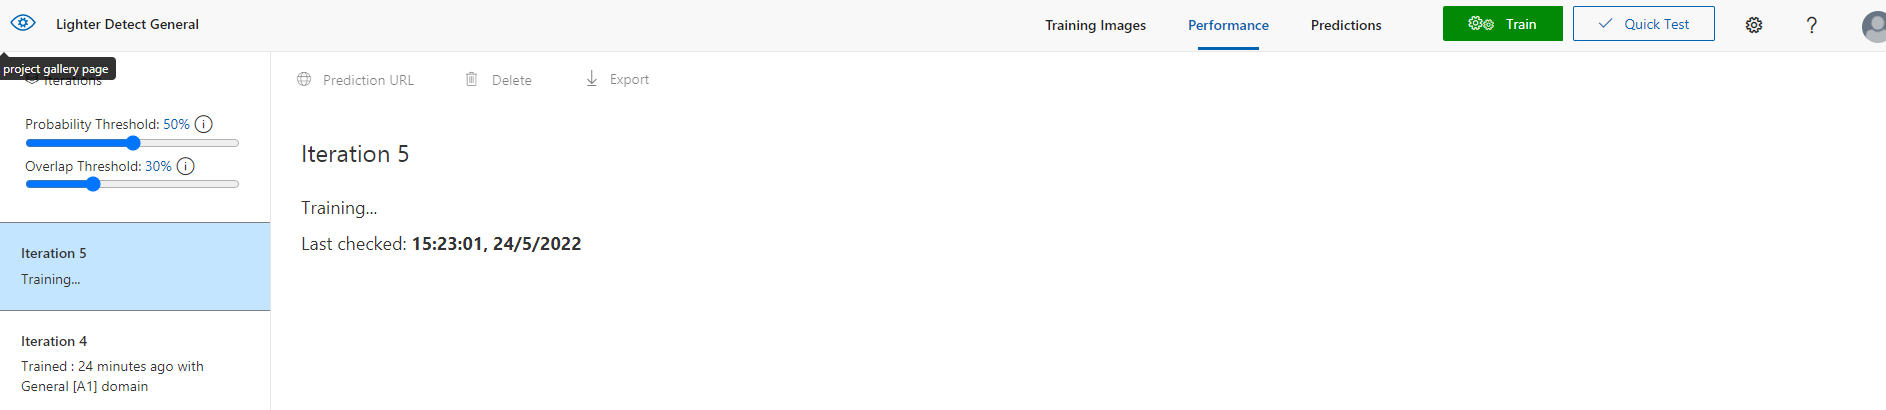 Lighter Detect General
Training Images
Performance
Predictions
Train
Quick Test
?
project gallery page
Iterations
Probability Threshold: 50% i
Overlap Threshold: 30% i
Iteration 5
Training...
Iteration 4
Trained : 24 minutes ago with
General [A1] domain
Prediction URL
Delete
Export
Iteration 5
Training...
Last checked: 15:23:01, 24/5/2022